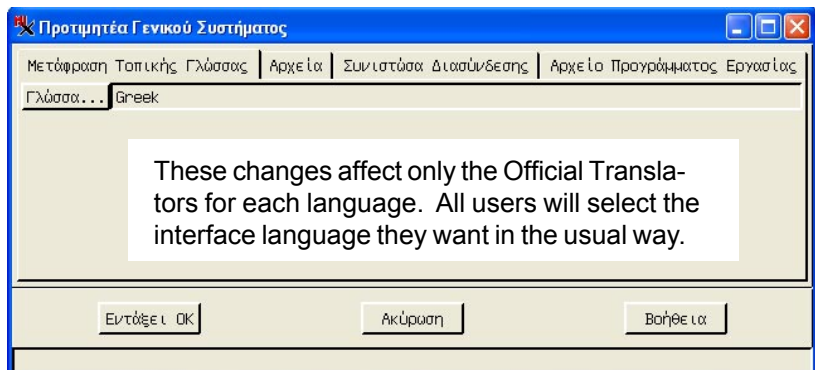 Προτιμητέα Γενικού Συστήματος
Μετάφραση Τοπικής Γλώσσας Αρχεία Συνιστώσα Διασύνδεσης Αρχείο Προγράμματος Εργασίας
Γλώσσα... Greek
These changes affect only the Official Transla-
tors for each language. All users will select the
interface language they want in the usual way.
Εντάξει OK Ακύρωση Βοήθεια